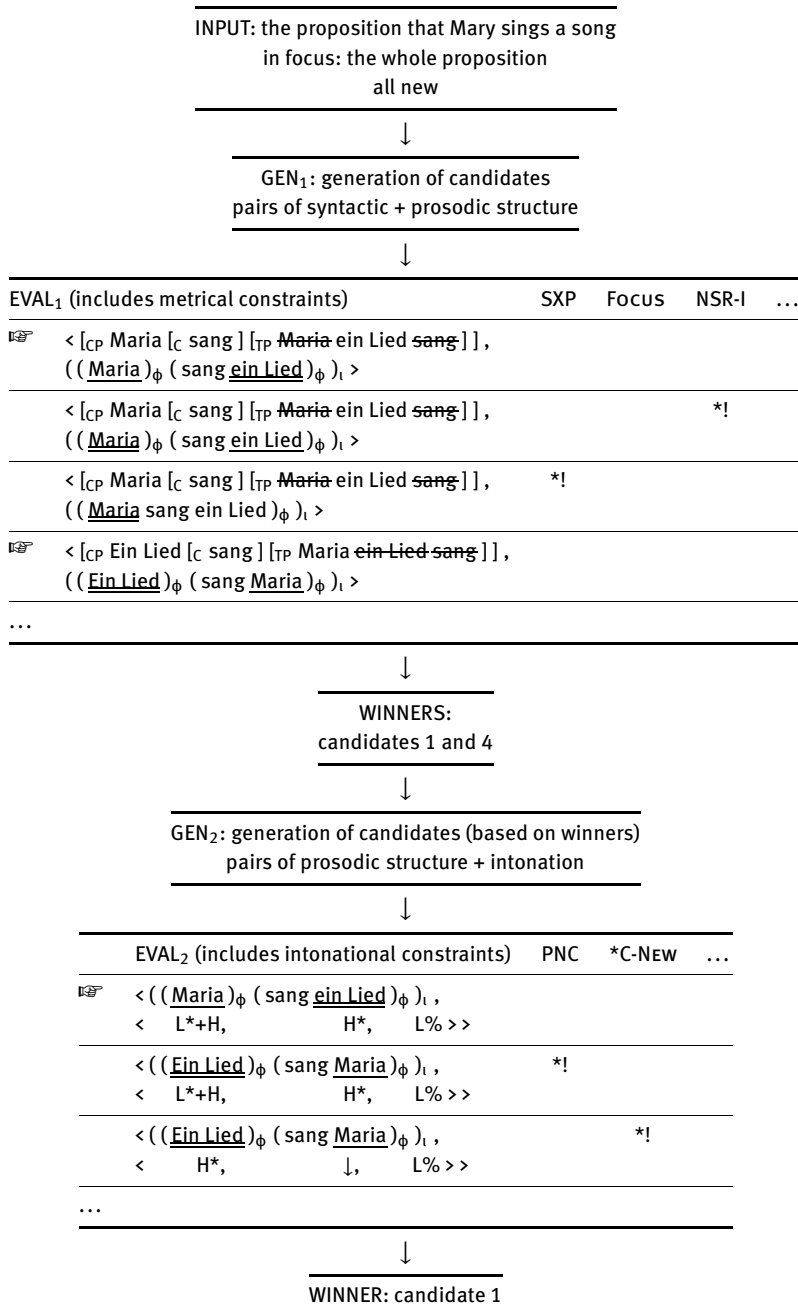 INPUT: the proposition that Mary sings a song
in focus: the whole proposition
all new
↓
GEN₁: generation of candidates
pairs of syntactic + prosodic structure
↓
EVAL₁ (includes metrical constraints) SXP Focus NSR-I …
☞ < [CP Maria [C sang ] [TP Maria ein Lied sang ] ] ,
( ( Maria )ϕ ( sang ein Lied )ϕ )ι >
< [CP Maria [C sang ] [TP Maria ein Lied sang ] ] , *!
( ( Maria )ϕ ( sang ein Lied )ϕ )ι >
< [CP Maria [C sang ] [TP Maria ein Lied sang ] ] , *!
( ( Maria sang ein Lied )ϕ )ι >
☞ < [CP Ein Lied [C sang ] [TP Maria ein Lied sang ] ] ,
( ( Ein Lied )ϕ ( sang Maria )ϕ )ι >
…
↓
WINNERS:
candidates 1 and 4
↓
GEN₂: generation of candidates (based on winners)
pairs of prosodic structure + intonation
↓
EVAL₂ (includes intonational constraints) PNC *C-New …
☞ < ( ( Maria )ϕ ( sang ein Lied )ϕ )ι ,
< L*+H, H*, L% > >
< ( ( Ein Lied )ϕ ( sang Maria )ϕ )ι , *!
< L*+H, H*, L% > >
< ( ( Ein Lied )ϕ ( sang Maria )ϕ )ι , *!
< H*, ↓, L% > >
…
↓
WINNER: candidate 1